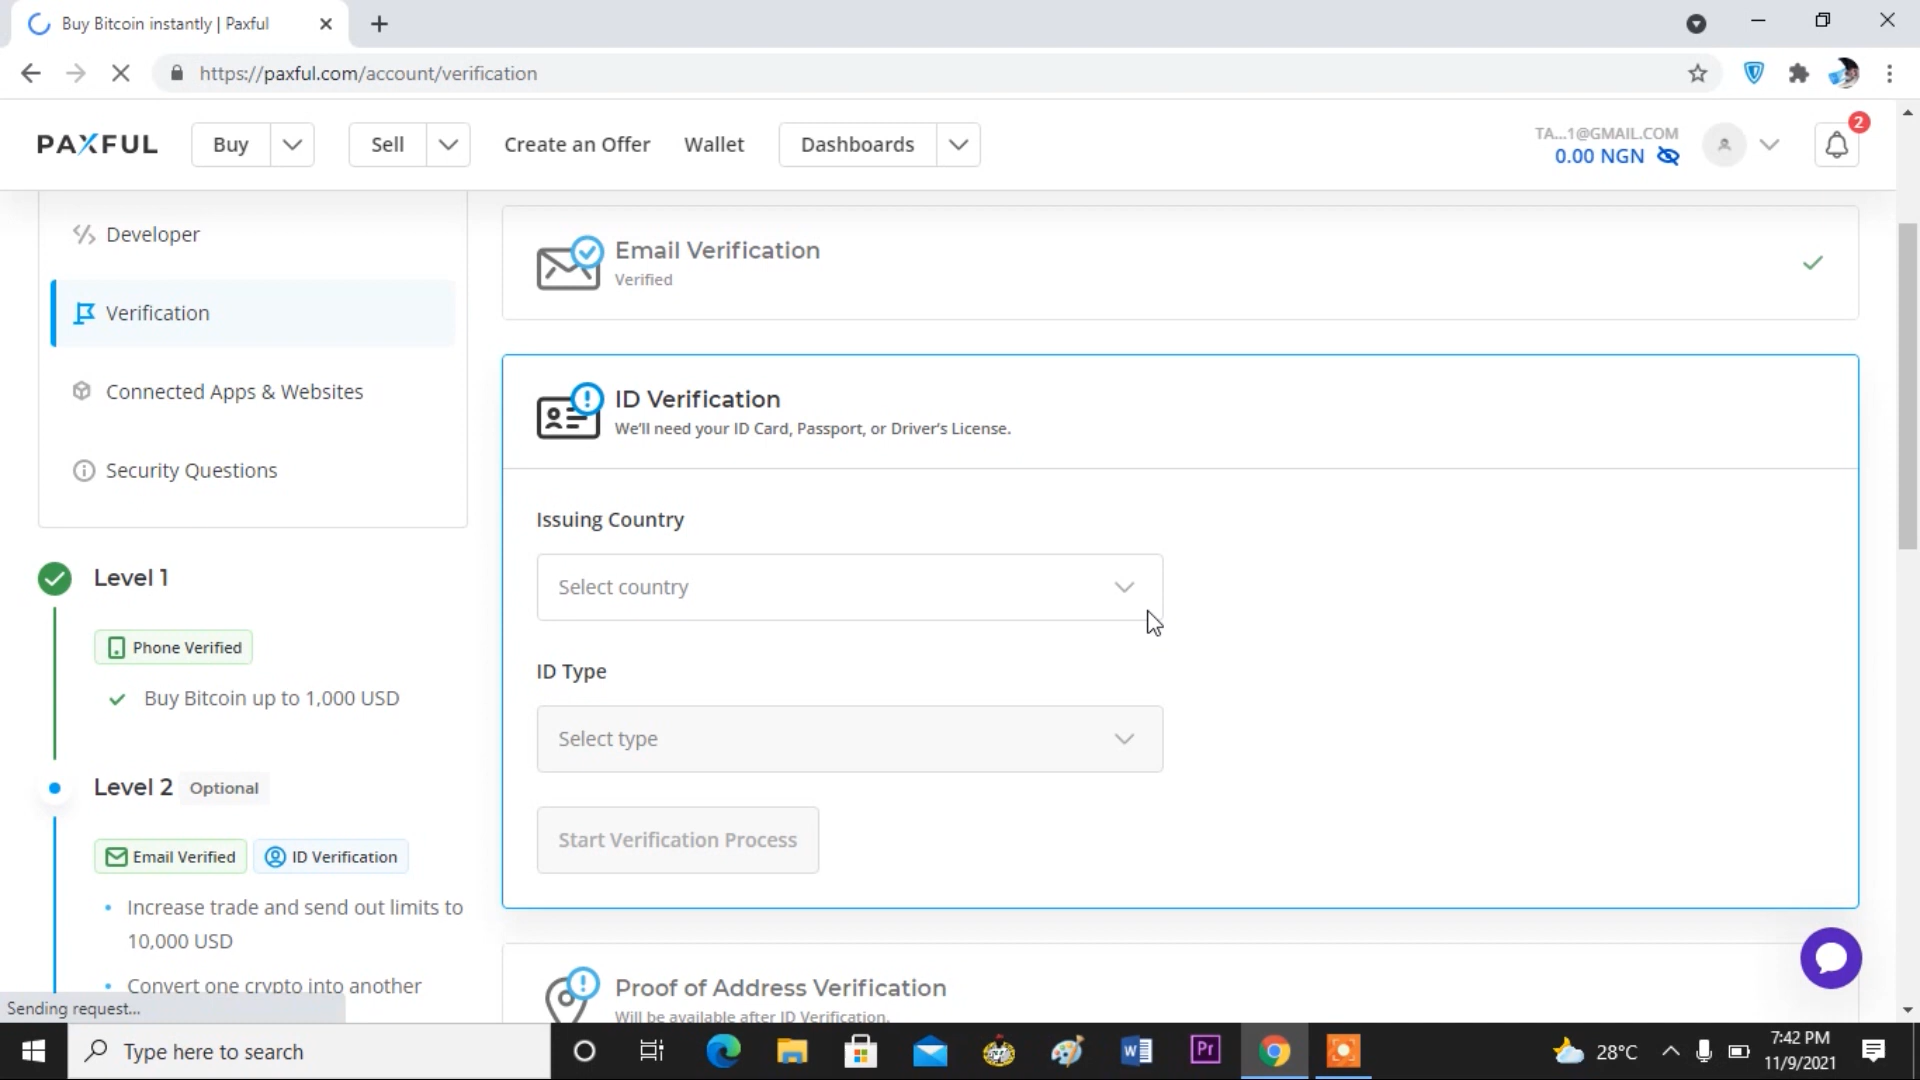 Buy Bitcoin instantly | Paxful
https://paxful.com/account/verification
PAXFUL
Buy
Sell
Create an Offer
Wallet
Dashboards
TA...1@GMAIL.COM
0.00 NGN
2
Developer
Verification
Connected Apps & Websites
Security Questions
Level 1
Phone Verified
Buy Bitcoin up to 1,000 USD
Level 2 Optional
Email Verified ID Verification
Increase trade and send out limits to
10,000 USD
Convert one crypto into another
Sending request...
Email Verification
Verified
ID Verification
We'll need your ID Card, Passport, or Driver's License.
Issuing Country
Select country
ID Type
Select type
Start Verification Process
Proof of Address Verification
Will be available after ID Verification.
Type here to search
W
Pr
28°C
7:42 PM
11/9/2021